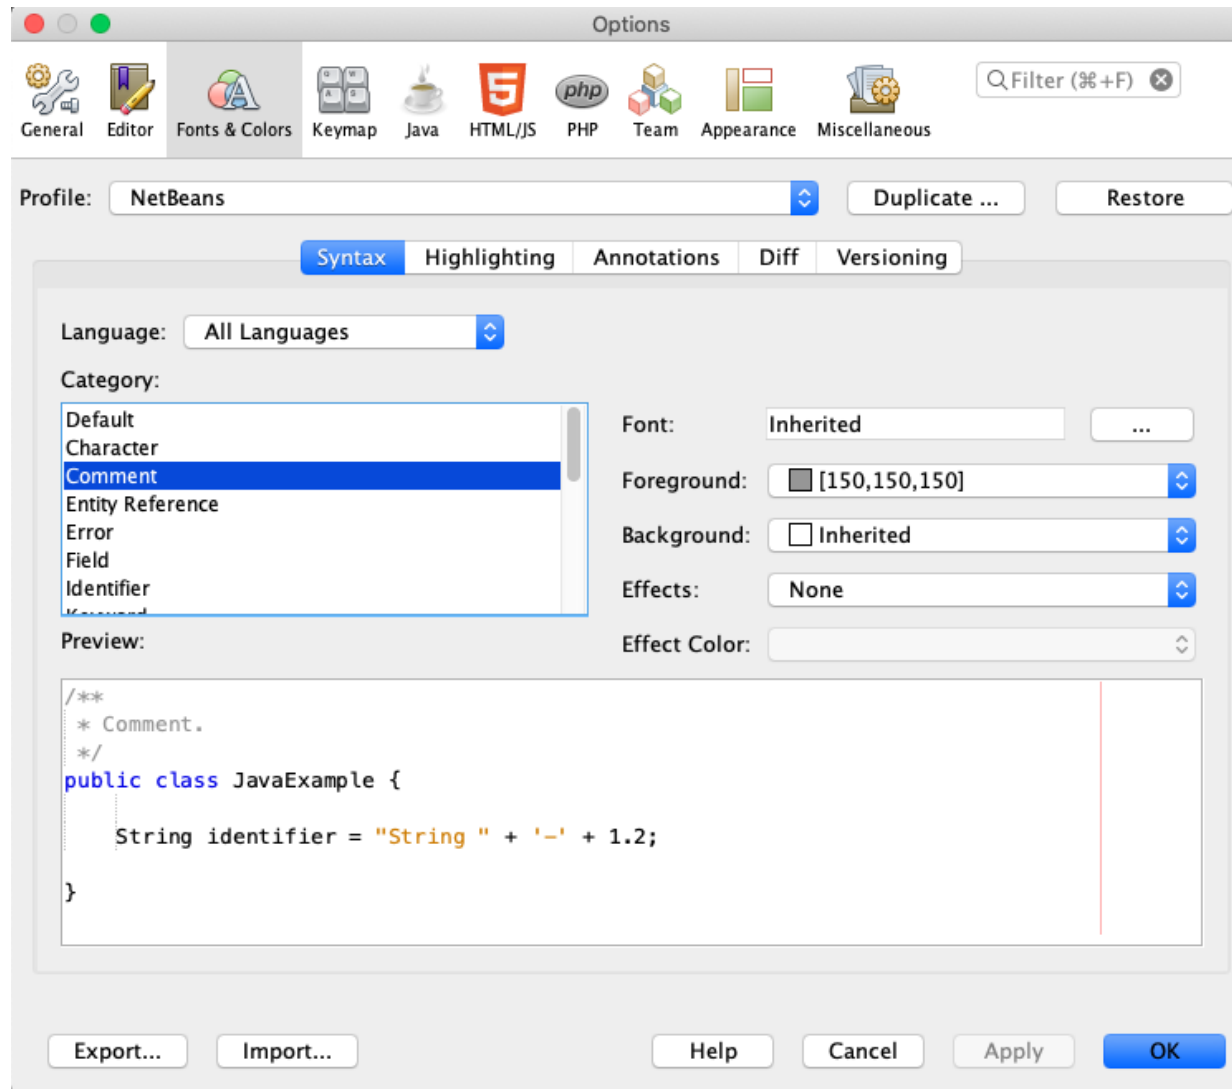 Options
Filter (⌘+F)
General Editor Fonts & Colors Keymap Java HTML/JS PHP Team Appearance Miscellaneous
Profile: NetBeans Duplicate ... Restore
Syntax Highlighting Annotations Diff Versioning
Language: All Languages
Category:
Default
Character
Comment
Entity Reference
Error
Field
Identifier
Keyword
Font: Inherited ...
Foreground: [150,150,150]
Background: Inherited
Effects: None
Effect Color:
Preview:
/**
 * Comment.
 */
public class JavaExample {
    String identifier = "String " + '-' + 1.2;
}
Export... Import... Help Cancel Apply OK